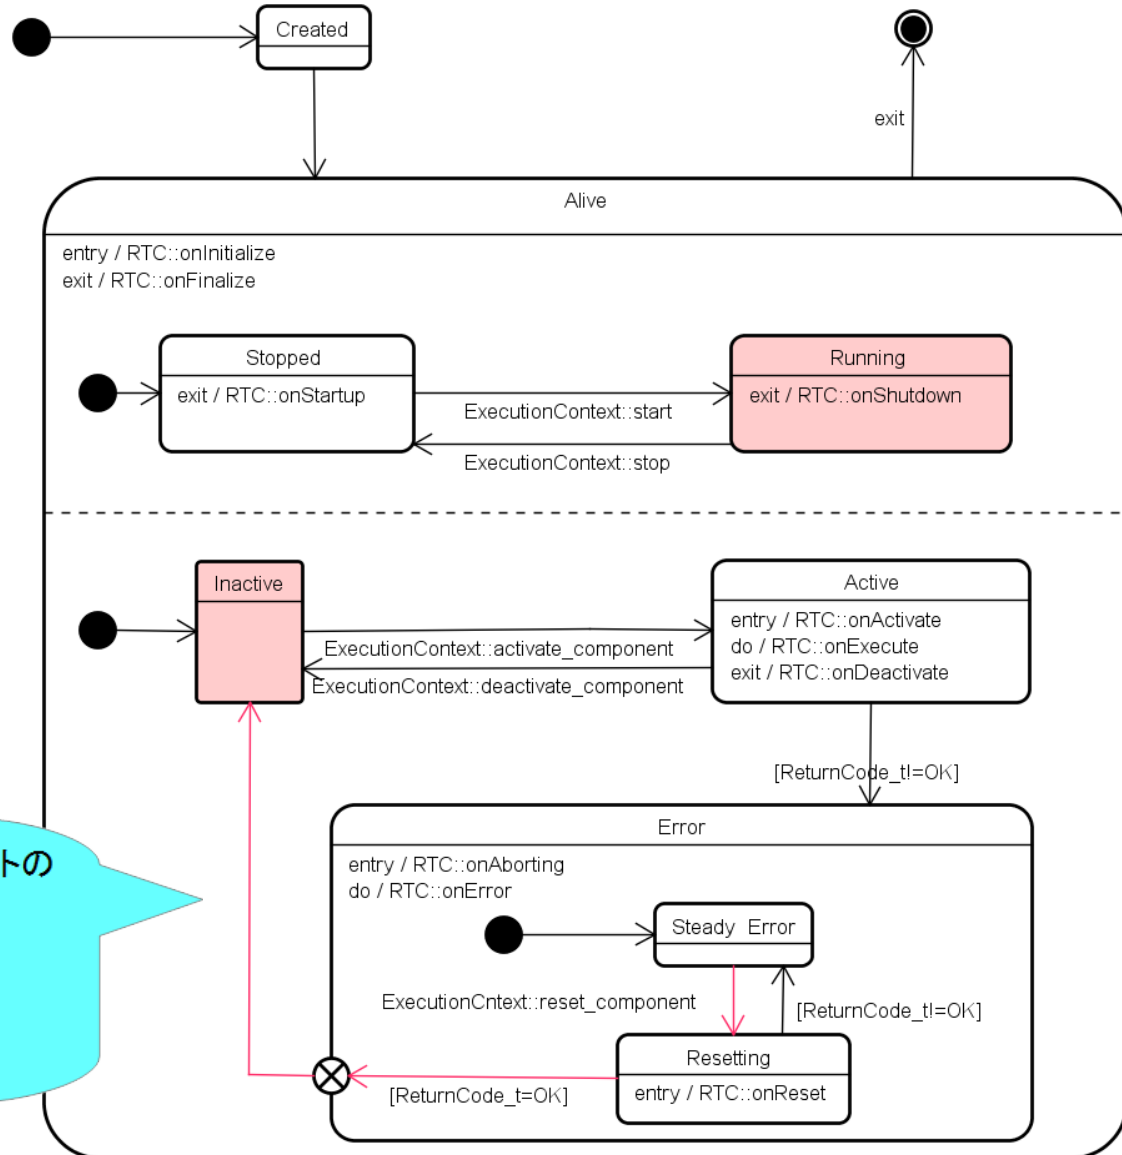 Created
exit
Alive
entry / RTC::onInitialize
exit / RTC::onFinalize
Stopped
exit / RTC::onStartup
Running
exit / RTC::onShutdown
ExecutionContext::start
ExecutionContext::stop
Inactive
Active
entry / RTC::onActivate
do / RTC::onExecute
exit / RTC::onDeactivate
ExecutionContext::activate_component
ExecutionContext::deactivate_component
[ReturnCode_t!=OK]
Error
entry / RTC::onAborting
do / RTC::onError
トの
Steady Error
ExecutionCntext::reset_component
[ReturnCode_t!=OK]
Resetting
entry / RTC::onReset
[ReturnCode_t=OK]